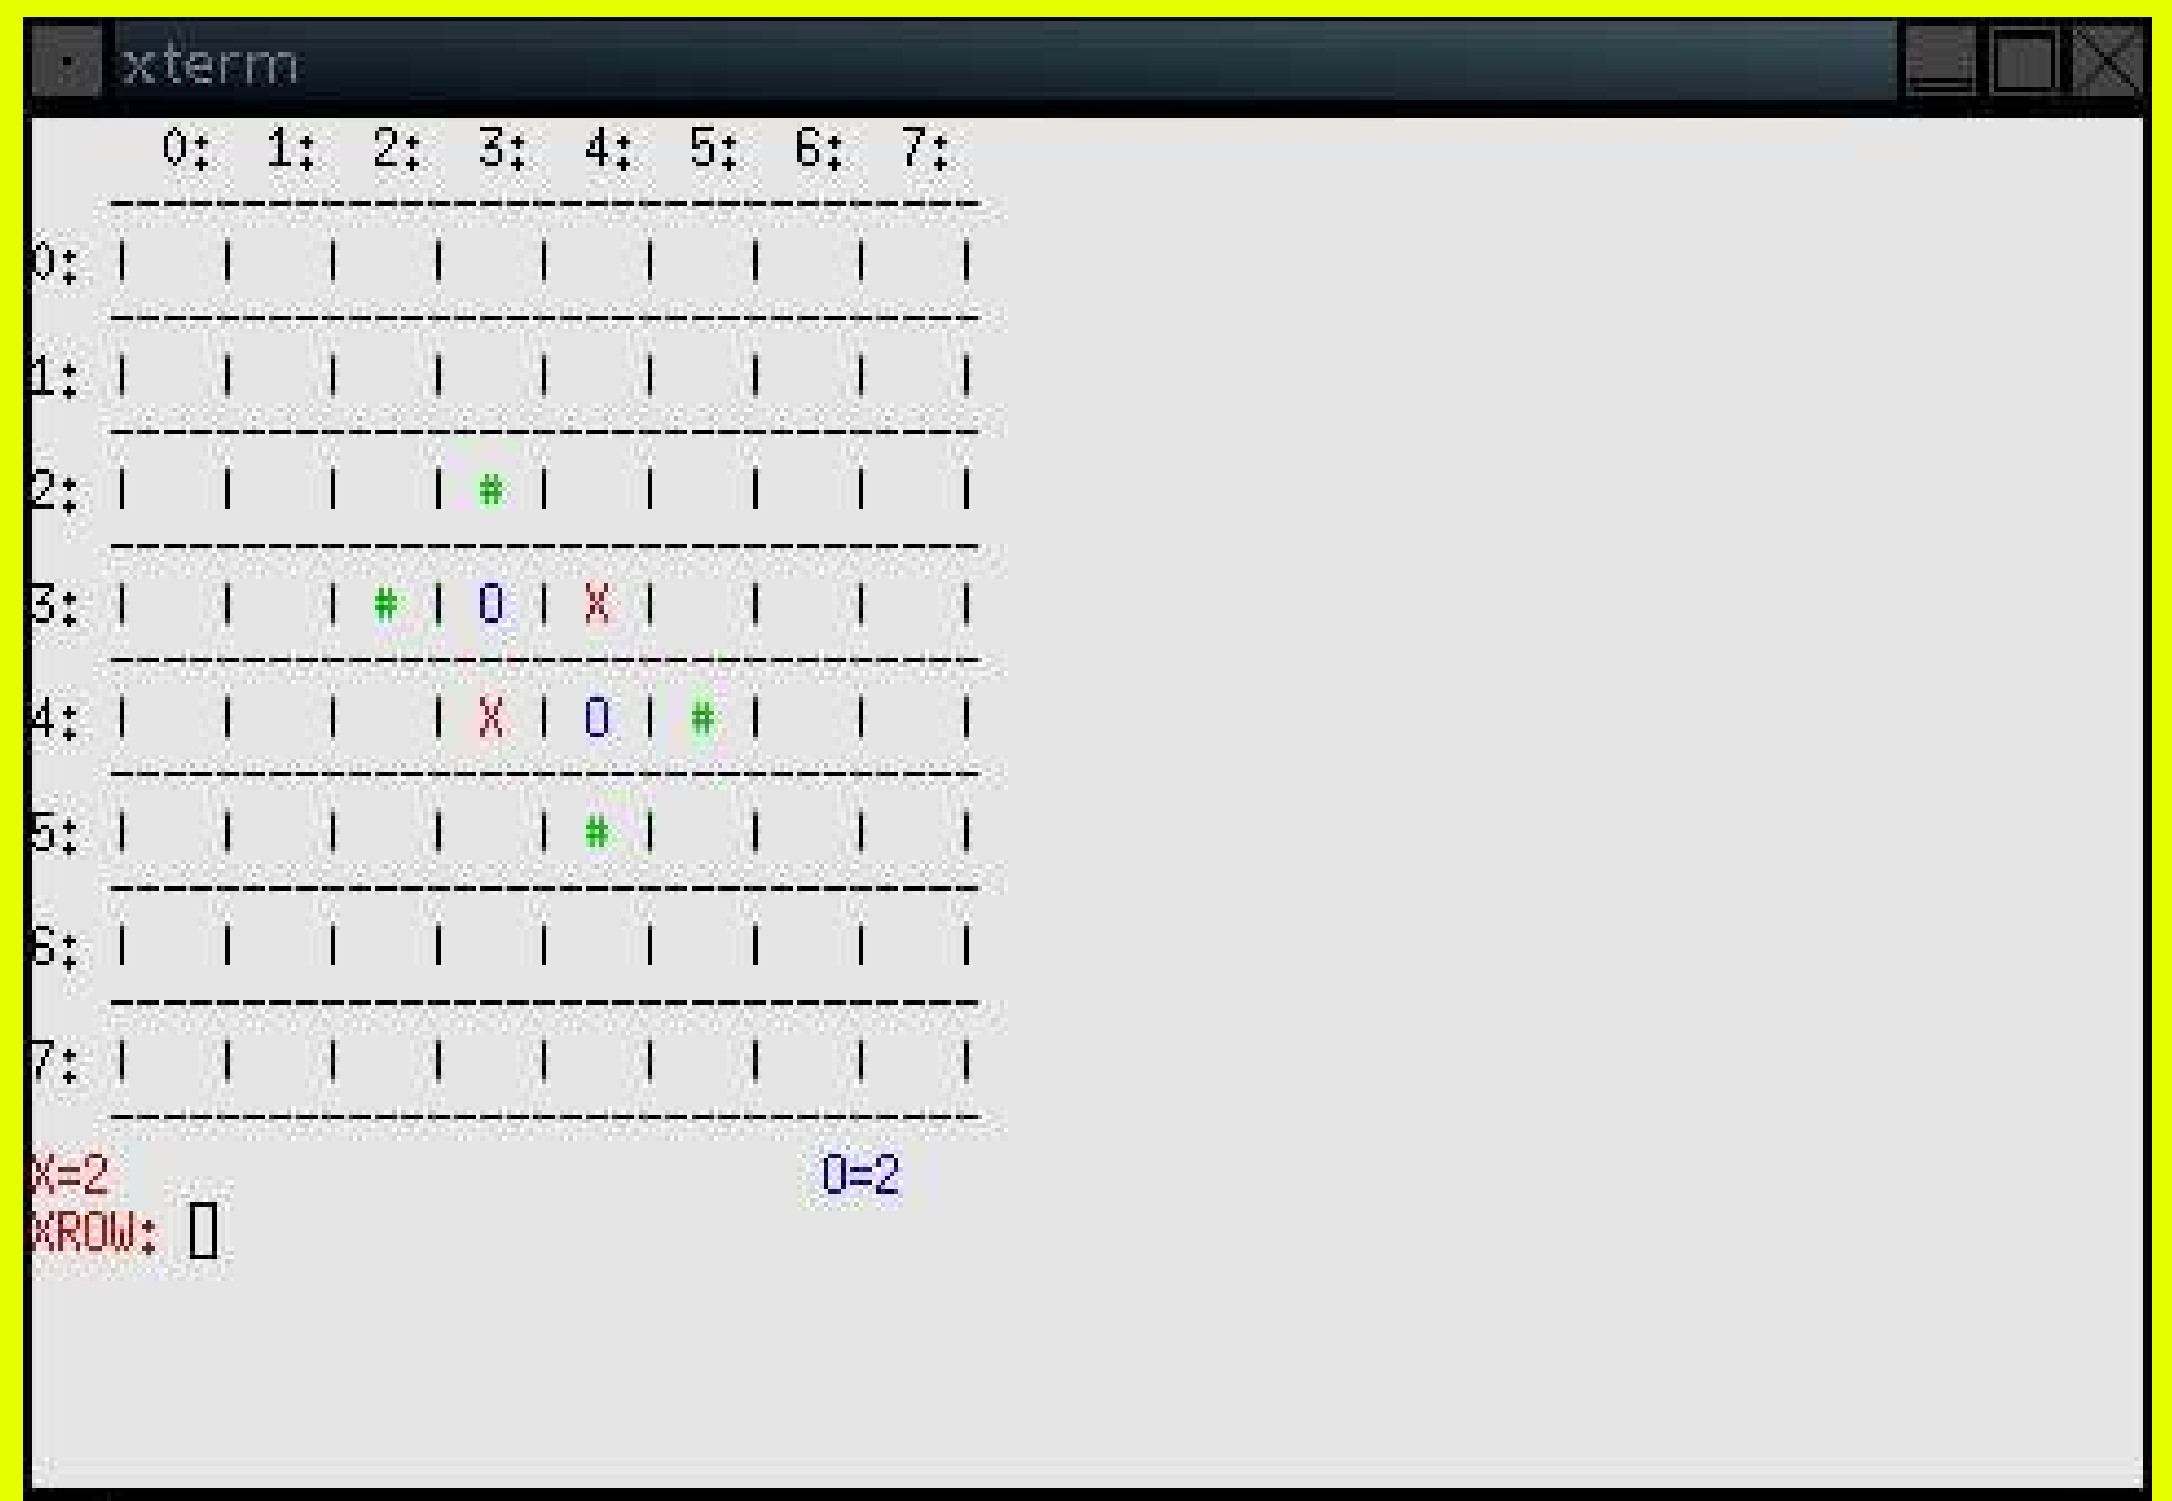 xterm
0: 1: 2: 3: 4: 5: 6: 7:
0: | | | | | | | | |
1: | | | | | | | | |
2: | | | | # | | | | |
3: | | | # | O | X | | | |
4: | | | | X | O | # | | |
5: | | | | | # | | | |
6: | | | | | | | | |
7: | | | | | | | | |
X=2 O=2
XROW: